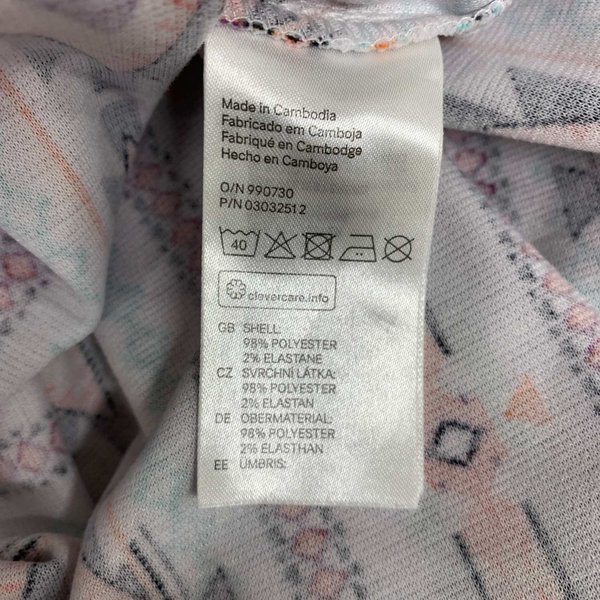 Made in Cambodia
Fabricado em Camboja
Fabriqué en Cambodge
Hecho en Camboya
O/N 990730
P/N 03032512
40
clevercare.info
GB SHELL:
98% POLYESTER
2% ELASTANE
CZ SVRCHNÍ LÁTKA:
98% POLYESTER
2% ELASTAN
DE OBERMATERIAL:
98% POLYESTER
2% ELASTHAN
EE ÜMBRIS: